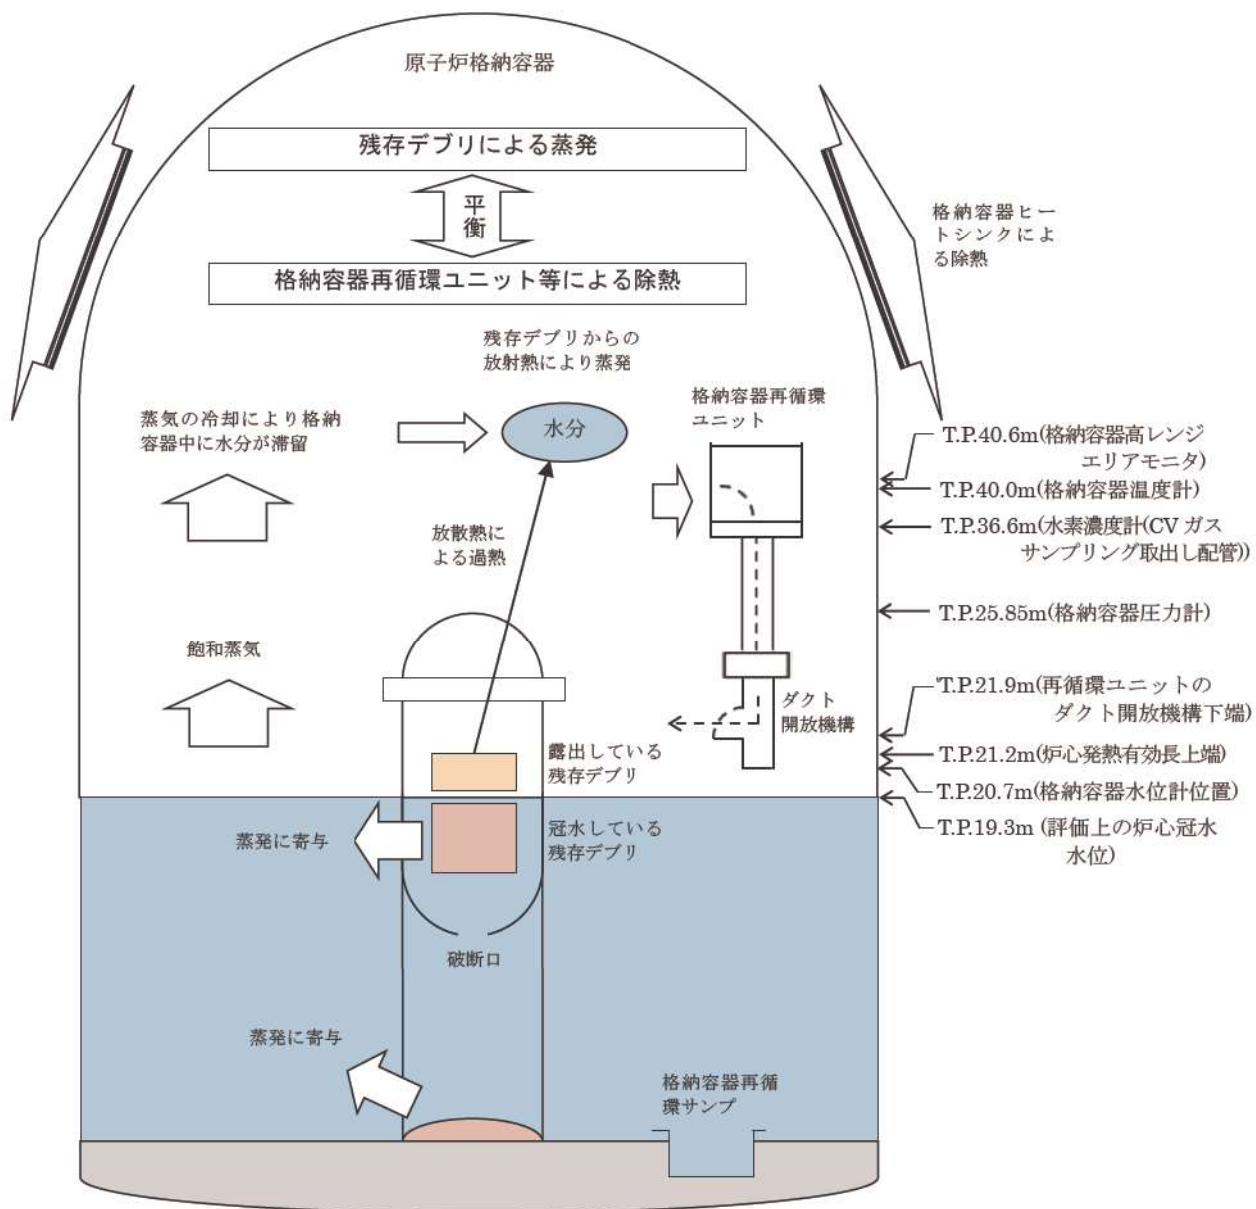 原子炉格納容器
残存デブリによる蒸発
平
衡
格納容器再循環ユニット等による除熱
格納容器ヒー
トシンクによ
る除熱
残存デブリからの
放射熱により蒸発
格納容器再循環
ユニット
蒸気の冷却により格納
容器中に水分が滞留
水分
T.P.40.6m(格納容器高レンジ
エリアモニタ)
T.P.40.0m(格納容器温度計)
T.P.36.6m(水素濃度計(CV ガス
サンプリング取出し配管))
放散熱に
よる過熱
T.P.25.85m(格納容器圧力計)
飽和蒸気
T.P.21.9m(再循環ユニットの
ダクト開放機構下端)
ダクト
開放機構
露出している
残存デブリ
T.P.21.2m(炉心発熱有効長上端)
T.P.20.7m(格納容器水位計位置)
T.P.19.3m (評価上の炉心冠水
水位)
蒸発に寄与
冠水している
残存デブリ
破断口
蒸発に寄与
格納容器再循
環サンプ